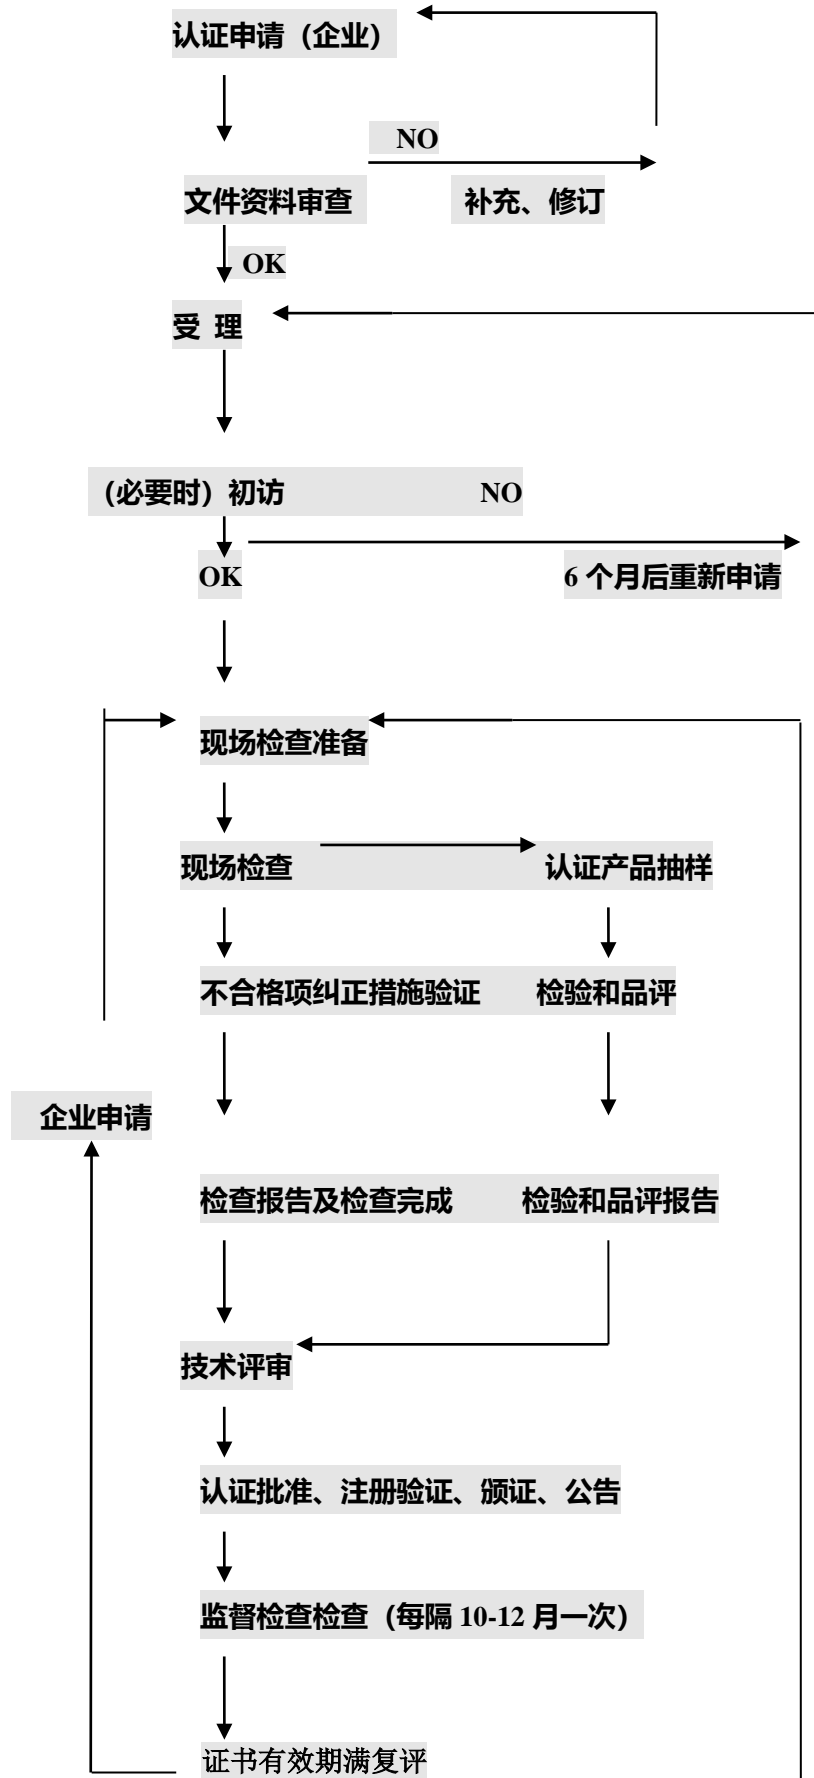 认证申请（企业）
NO
文件资料审查 补充、修订
OK
受 理
（必要时）初访 NO
OK 6 个月后重新申请
现场检查准备
现场检查 认证产品抽样
不合格项纠正措施验证 检验和品评
企业申请
检查报告及检查完成 检验和品评报告
技术评审
认证批准、注册验证、颁证、公告
监督检查检查（每隔 10-12 月一次）
证书有效期满复评